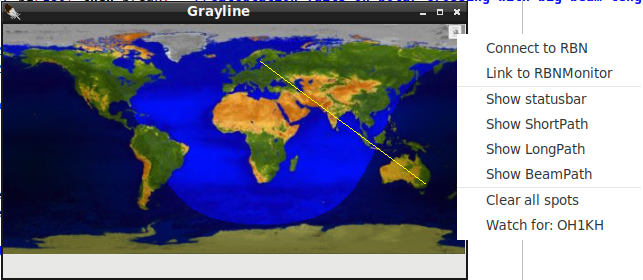 Grayline
Connect to RBN
Link to RBNMonitor
Show statusbar
Show ShortPath
Show LongPath
Show BeamPath
Clear all spots
Watch for: OH1KH